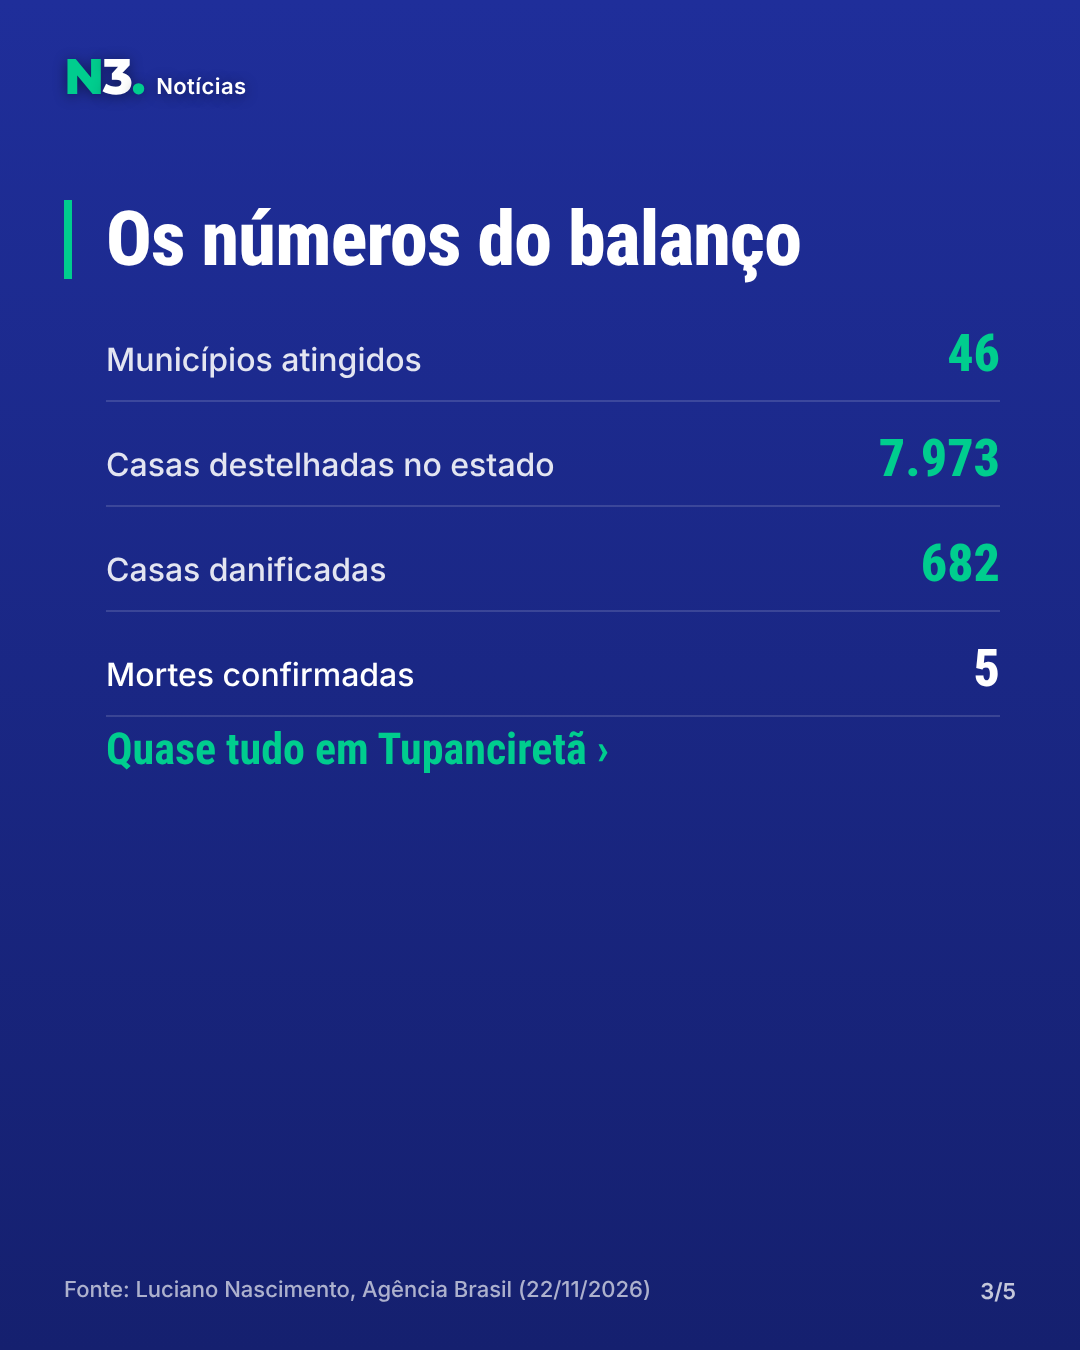 N3. Notícias
Os números do balanço
Municípios atingidos 46
Casas destelhadas no estado 7.973
Casas danificadas 682
Mortes confirmadas 5
Quase tudo em Tupanciretã ›
Fonte: Luciano Nascimento, Agência Brasil (22/11/2026) 3/5